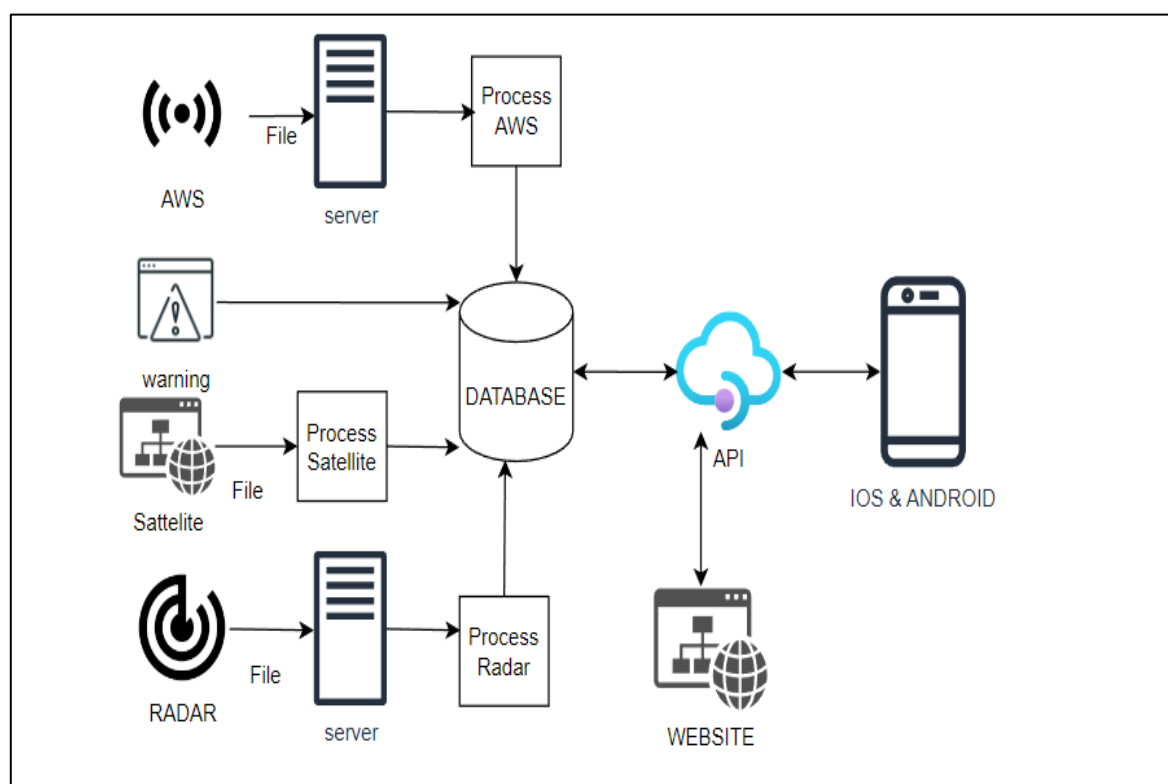 Process
AWS
File
AWS
server
warning
DATABASE
Process
Satellite
File
Sattelite
API
IOS & ANDROID
Process
Radar
File
RADAR
server
WEBSITE